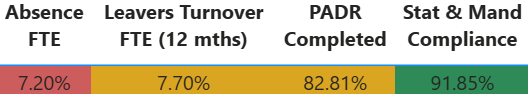 Absence FTE
Leavers Turnover FTE (12 mths)
PADR Completed
Stat & Mand Compliance
7.20%
7.70%
82.81%
91.85%